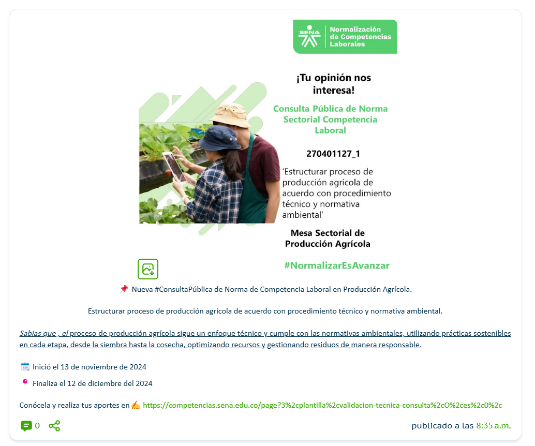 SENA
Normalización
de Competencias
Laborales
¡Tu opinión nos
interesa!
Consulta Pública de Norma
Sectorial Competencia
Laboral
270401127_1
'Estructurar proceso de
producción agrícola de
acuerdo con procedimiento
técnico y normativa
ambiental'
Mesa Sectorial de
Producción Agrícola
#NormalizarEsAvanzar
📌 Nueva #ConsultaPública de Norma de Competencia Laboral en Producción Agrícola.
Estructurar proceso de producción agrícola de acuerdo con procedimiento técnico y normativa ambiental.
Sabias que , el proceso de producción agrícola sigue un enfoque técnico y cumple con las normativas ambientales, utilizando prácticas sostenibles
en cada etapa, desde la siembra hasta la cosecha, optimizando recursos y gestionando residuos de manera responsable.
🗓️ Inició el 13 de noviembre de 2024
📍 Finaliza el 12 de diciembre del 2024
Conócela y realiza tus aportes en ✍️ https://competencias.sena.edu.co/page?3%2cplantilla%2cvalidacion-tecnica-consulta%2cO%2ces%2c0%2c
0
publicado a las 8:35 a.m.